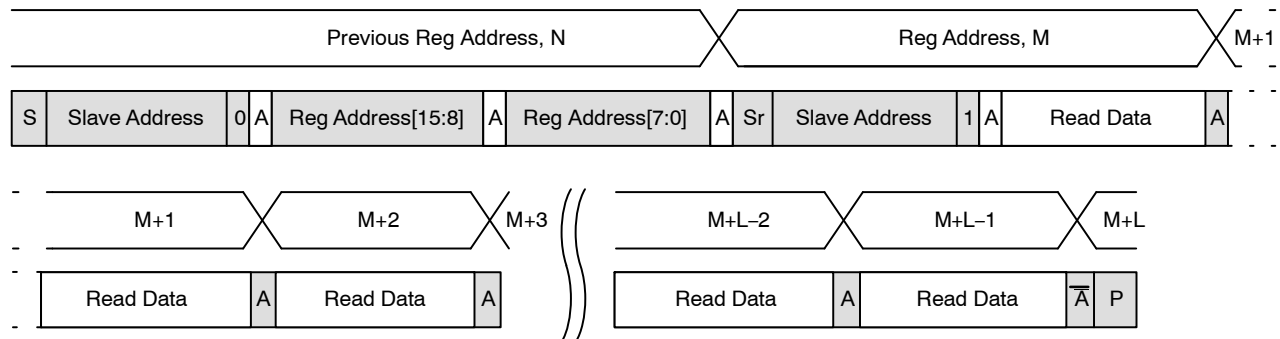 Previous Reg Address, N Reg Address, M M+1
S Slave Address 0 A Reg Address[15:8] A Reg Address[7:0] A Sr Slave Address 1 A Read Data A
M+1 M+2 M+3 M+L−2 M+L−1 M+L
Read Data A Read Data A Read Data A Read Data A̅ P